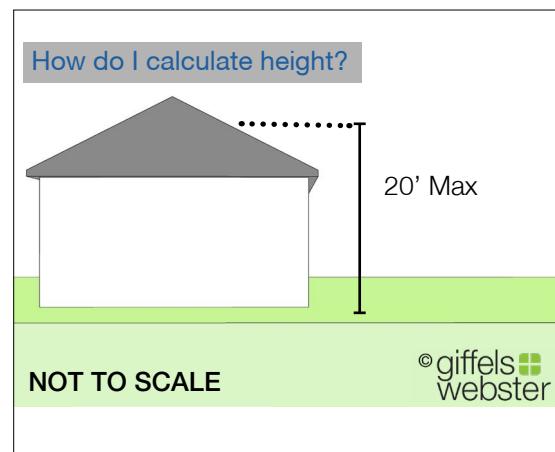 How do I calculate height?
20’ Max
NOT TO SCALE
© giffels
webster